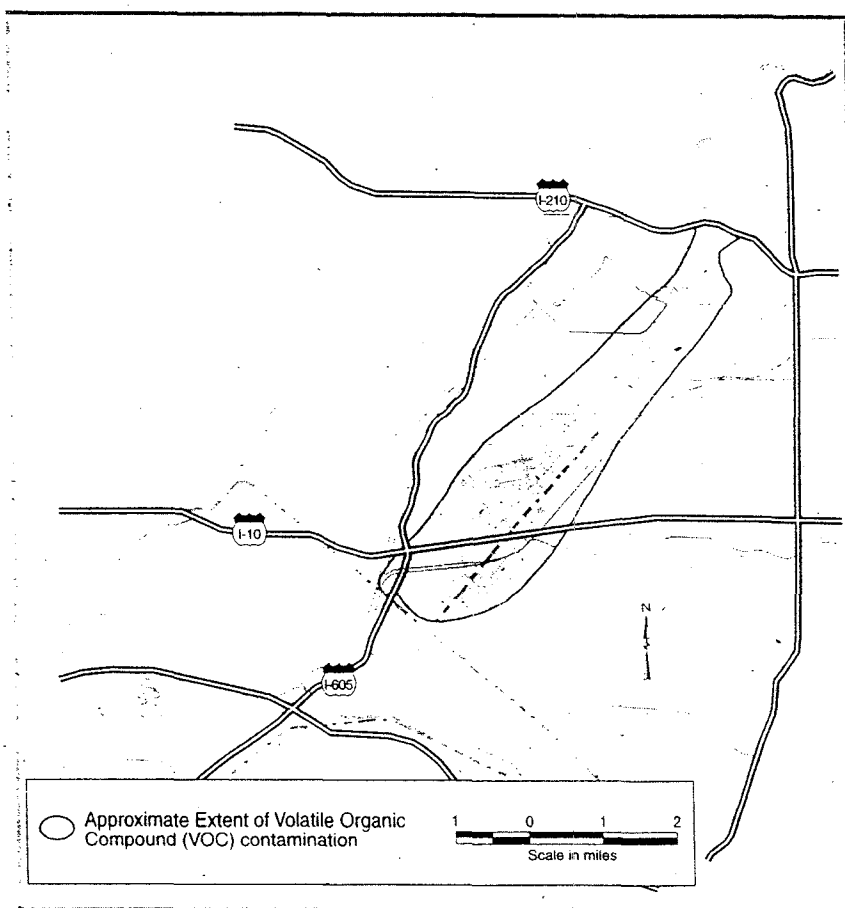 I-210
I-10
N
I-605
Approximate Extent of Volatile Organic
Compound (VOC) contamination
1 0 1 2
Scale in miles